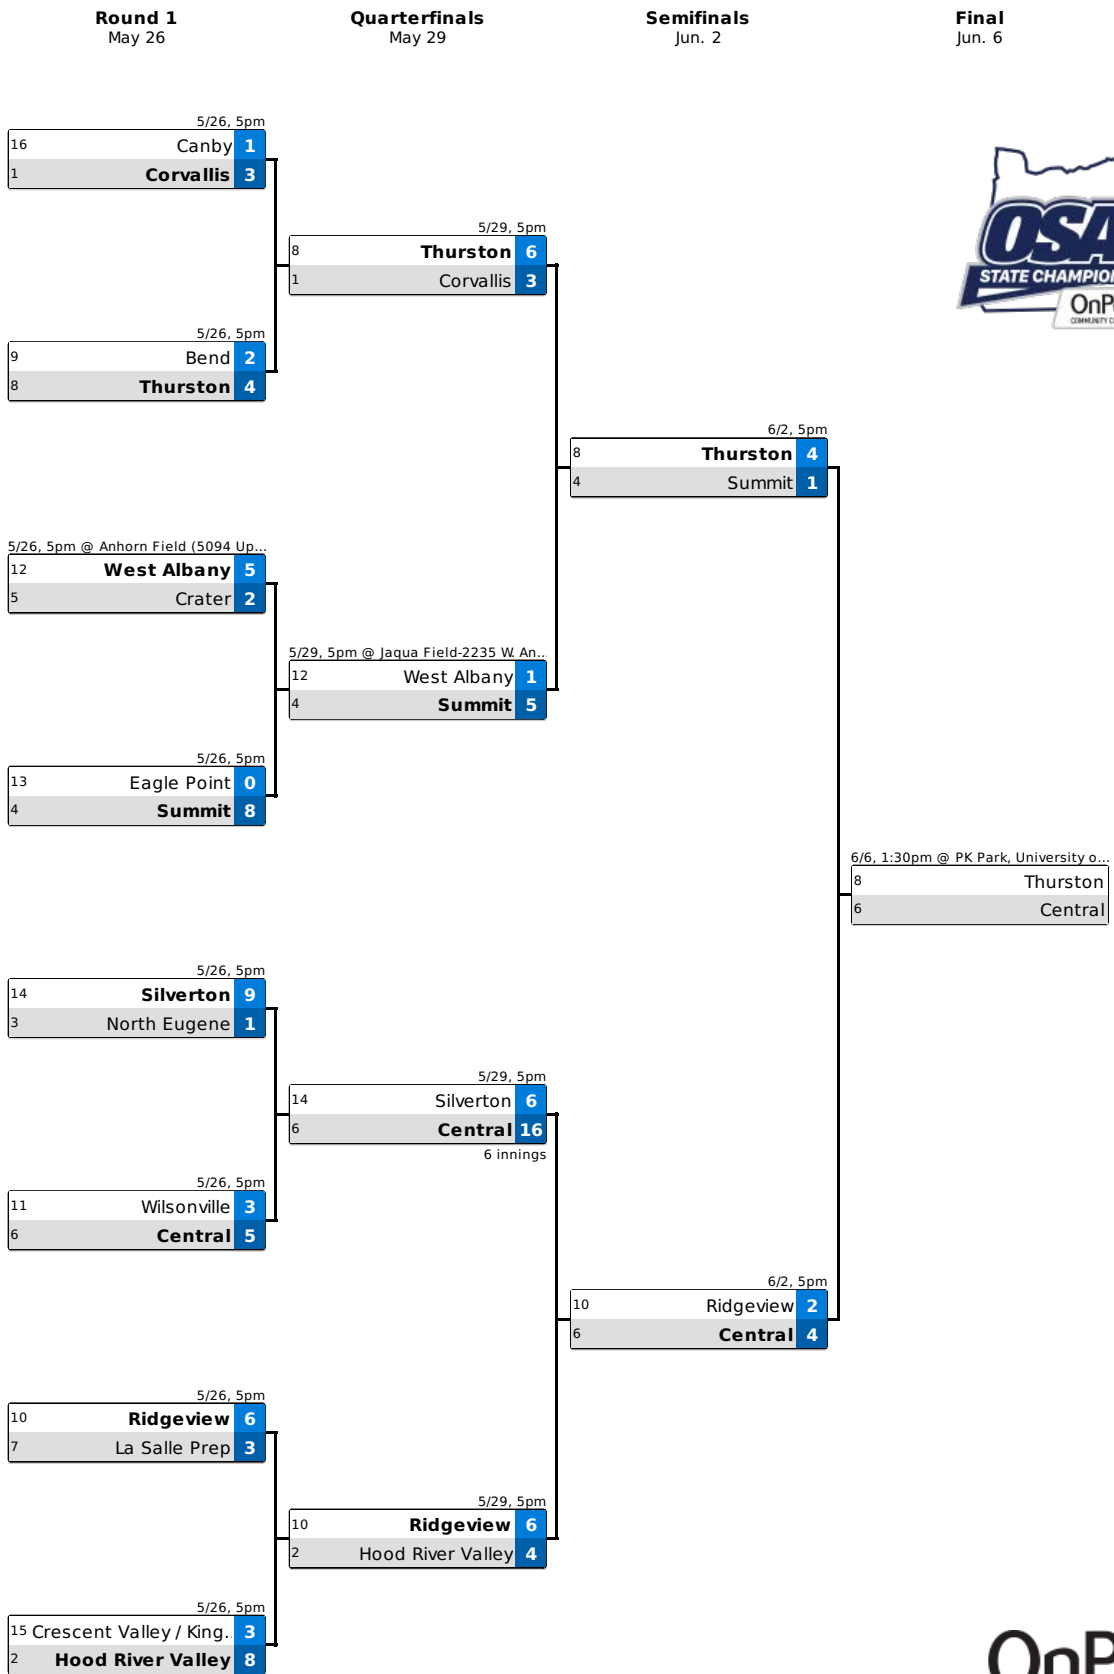 Round 1
May 26
Quarterfinals
May 29
Semifinals
Jun. 2
Final
Jun. 6
5/26, 5pm
16 Canby 1
1 Corvallis 3
5/29, 5pm
8 Thurston 6
1 Corvallis 3
5/26, 5pm
9 Bend 2
8 Thurston 4
OSA
STATE CHAMPION
OnP
6/2, 5pm
8 Thurston 4
4 Summit 1
5/26, 5pm @ Anhorn Field (5094 Up...
12 West Albany 5
5 Crater 2
5/29, 5pm @ Jaqua Field-2235 W. An...
12 West Albany 1
4 Summit 5
5/26, 5pm
13 Eagle Point 0
4 Summit 8
6/6, 1:30pm @ PK Park, University o...
8 Thurston
6 Central
5/26, 5pm
14 Silverton 9
3 North Eugene 1
5/29, 5pm
14 Silverton 6
6 Central 16
6 innings
5/26, 5pm
11 Wilsonville 3
6 Central 5
6/2, 5pm
10 Ridgeview 2
6 Central 4
5/26, 5pm
10 Ridgeview 6
7 La Salle Prep 3
5/29, 5pm
10 Ridgeview 6
2 Hood River Valley 4
5/26, 5pm
15 Crescent Valley / King.. 3
2 Hood River Valley 8
OnP